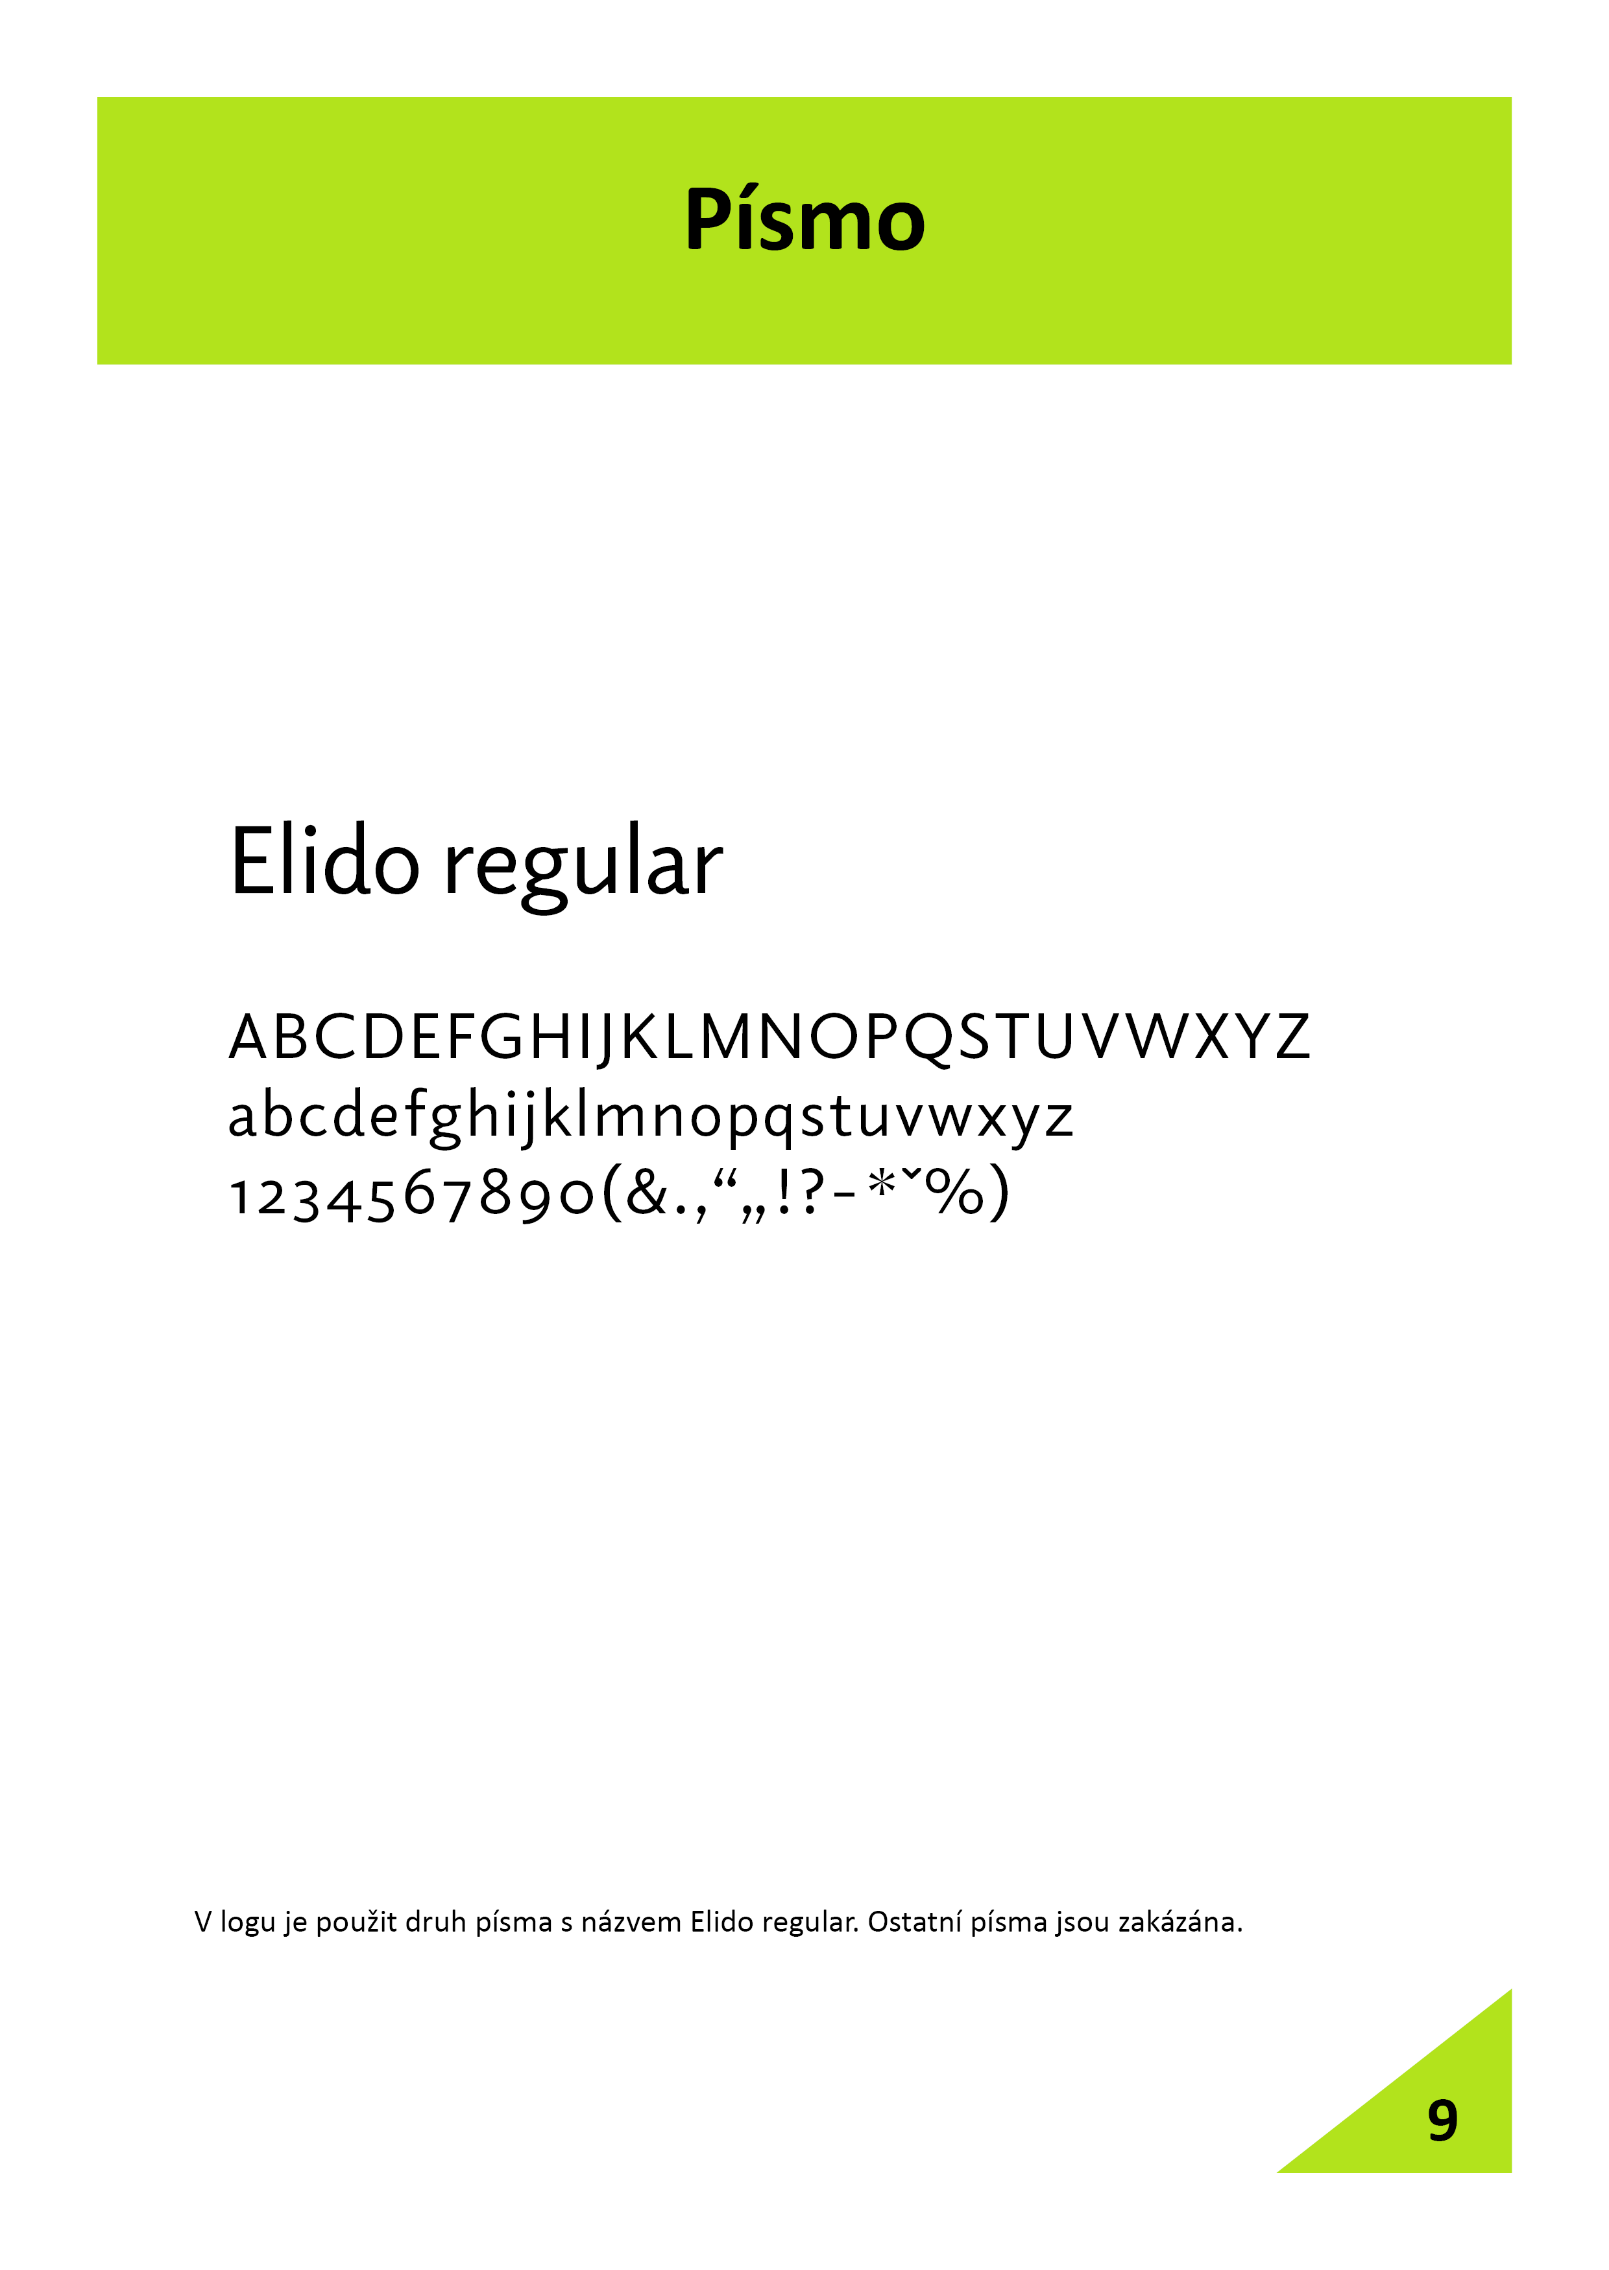 Písmo
Elido regular
ABCDEFGHIJKLMNOPQSTUVWXYZ
abcdefghijklmnopqstuvwxyz
1234567890(&.,“„!?-*ˇ%)
V logu je použit druh písma s názvem Elido regular. Ostatní písma jsou zakázána.
9